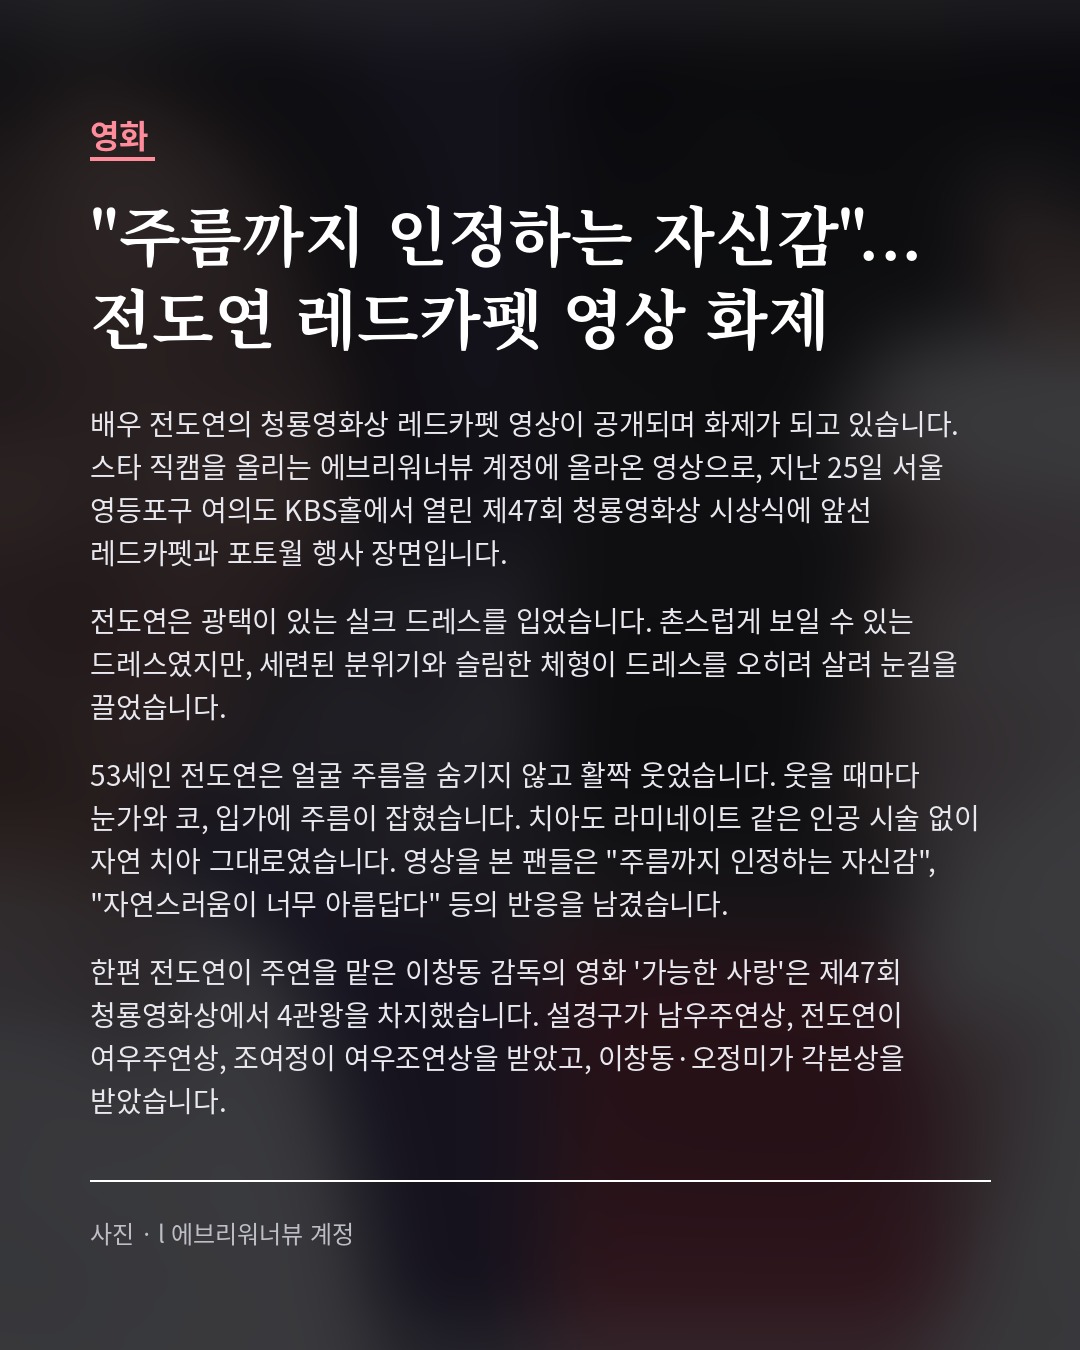 영화
"주름까지 인정하는 자신감"...
전도연 레드카펫 영상 화제
배우 전도연의 청룡영화상 레드카펫 영상이 공개되며 화제가 되고 있습니다.
스타 직캠을 올리는 에브리워너뷰 계정에 올라온 영상으로, 지난 25일 서울
영등포구 여의도 KBS홀에서 열린 제47회 청룡영화상 시상식에 앞선
레드카펫과 포토월 행사 장면입니다.
전도연은 광택이 있는 실크 드레스를 입었습니다. 촌스럽게 보일 수 있는
드레스였지만, 세련된 분위기와 슬림한 체형이 드레스를 오히려 살려 눈길을
끌었습니다.
53세인 전도연은 얼굴 주름을 숨기지 않고 활짝 웃었습니다. 웃을 때마다
눈가와 코, 입가에 주름이 잡혔습니다. 치아도 라미네이트 같은 인공 시술 없이
자연 치아 그대로였습니다. 영상을 본 팬들은 "주름까지 인정하는 자신감",
"자연스러움이 너무 아름답다" 등의 반응을 남겼습니다.
한편 전도연이 주연을 맡은 이창동 감독의 영화 '가능한 사랑'은 제47회
청룡영화상에서 4관왕을 차지했습니다. 설경구가 남우주연상, 전도연이
여우주연상, 조여정이 여우조연상을 받았고, 이창동·오정미가 각본상을
받았습니다.
사진 · l 에브리워너뷰 계정